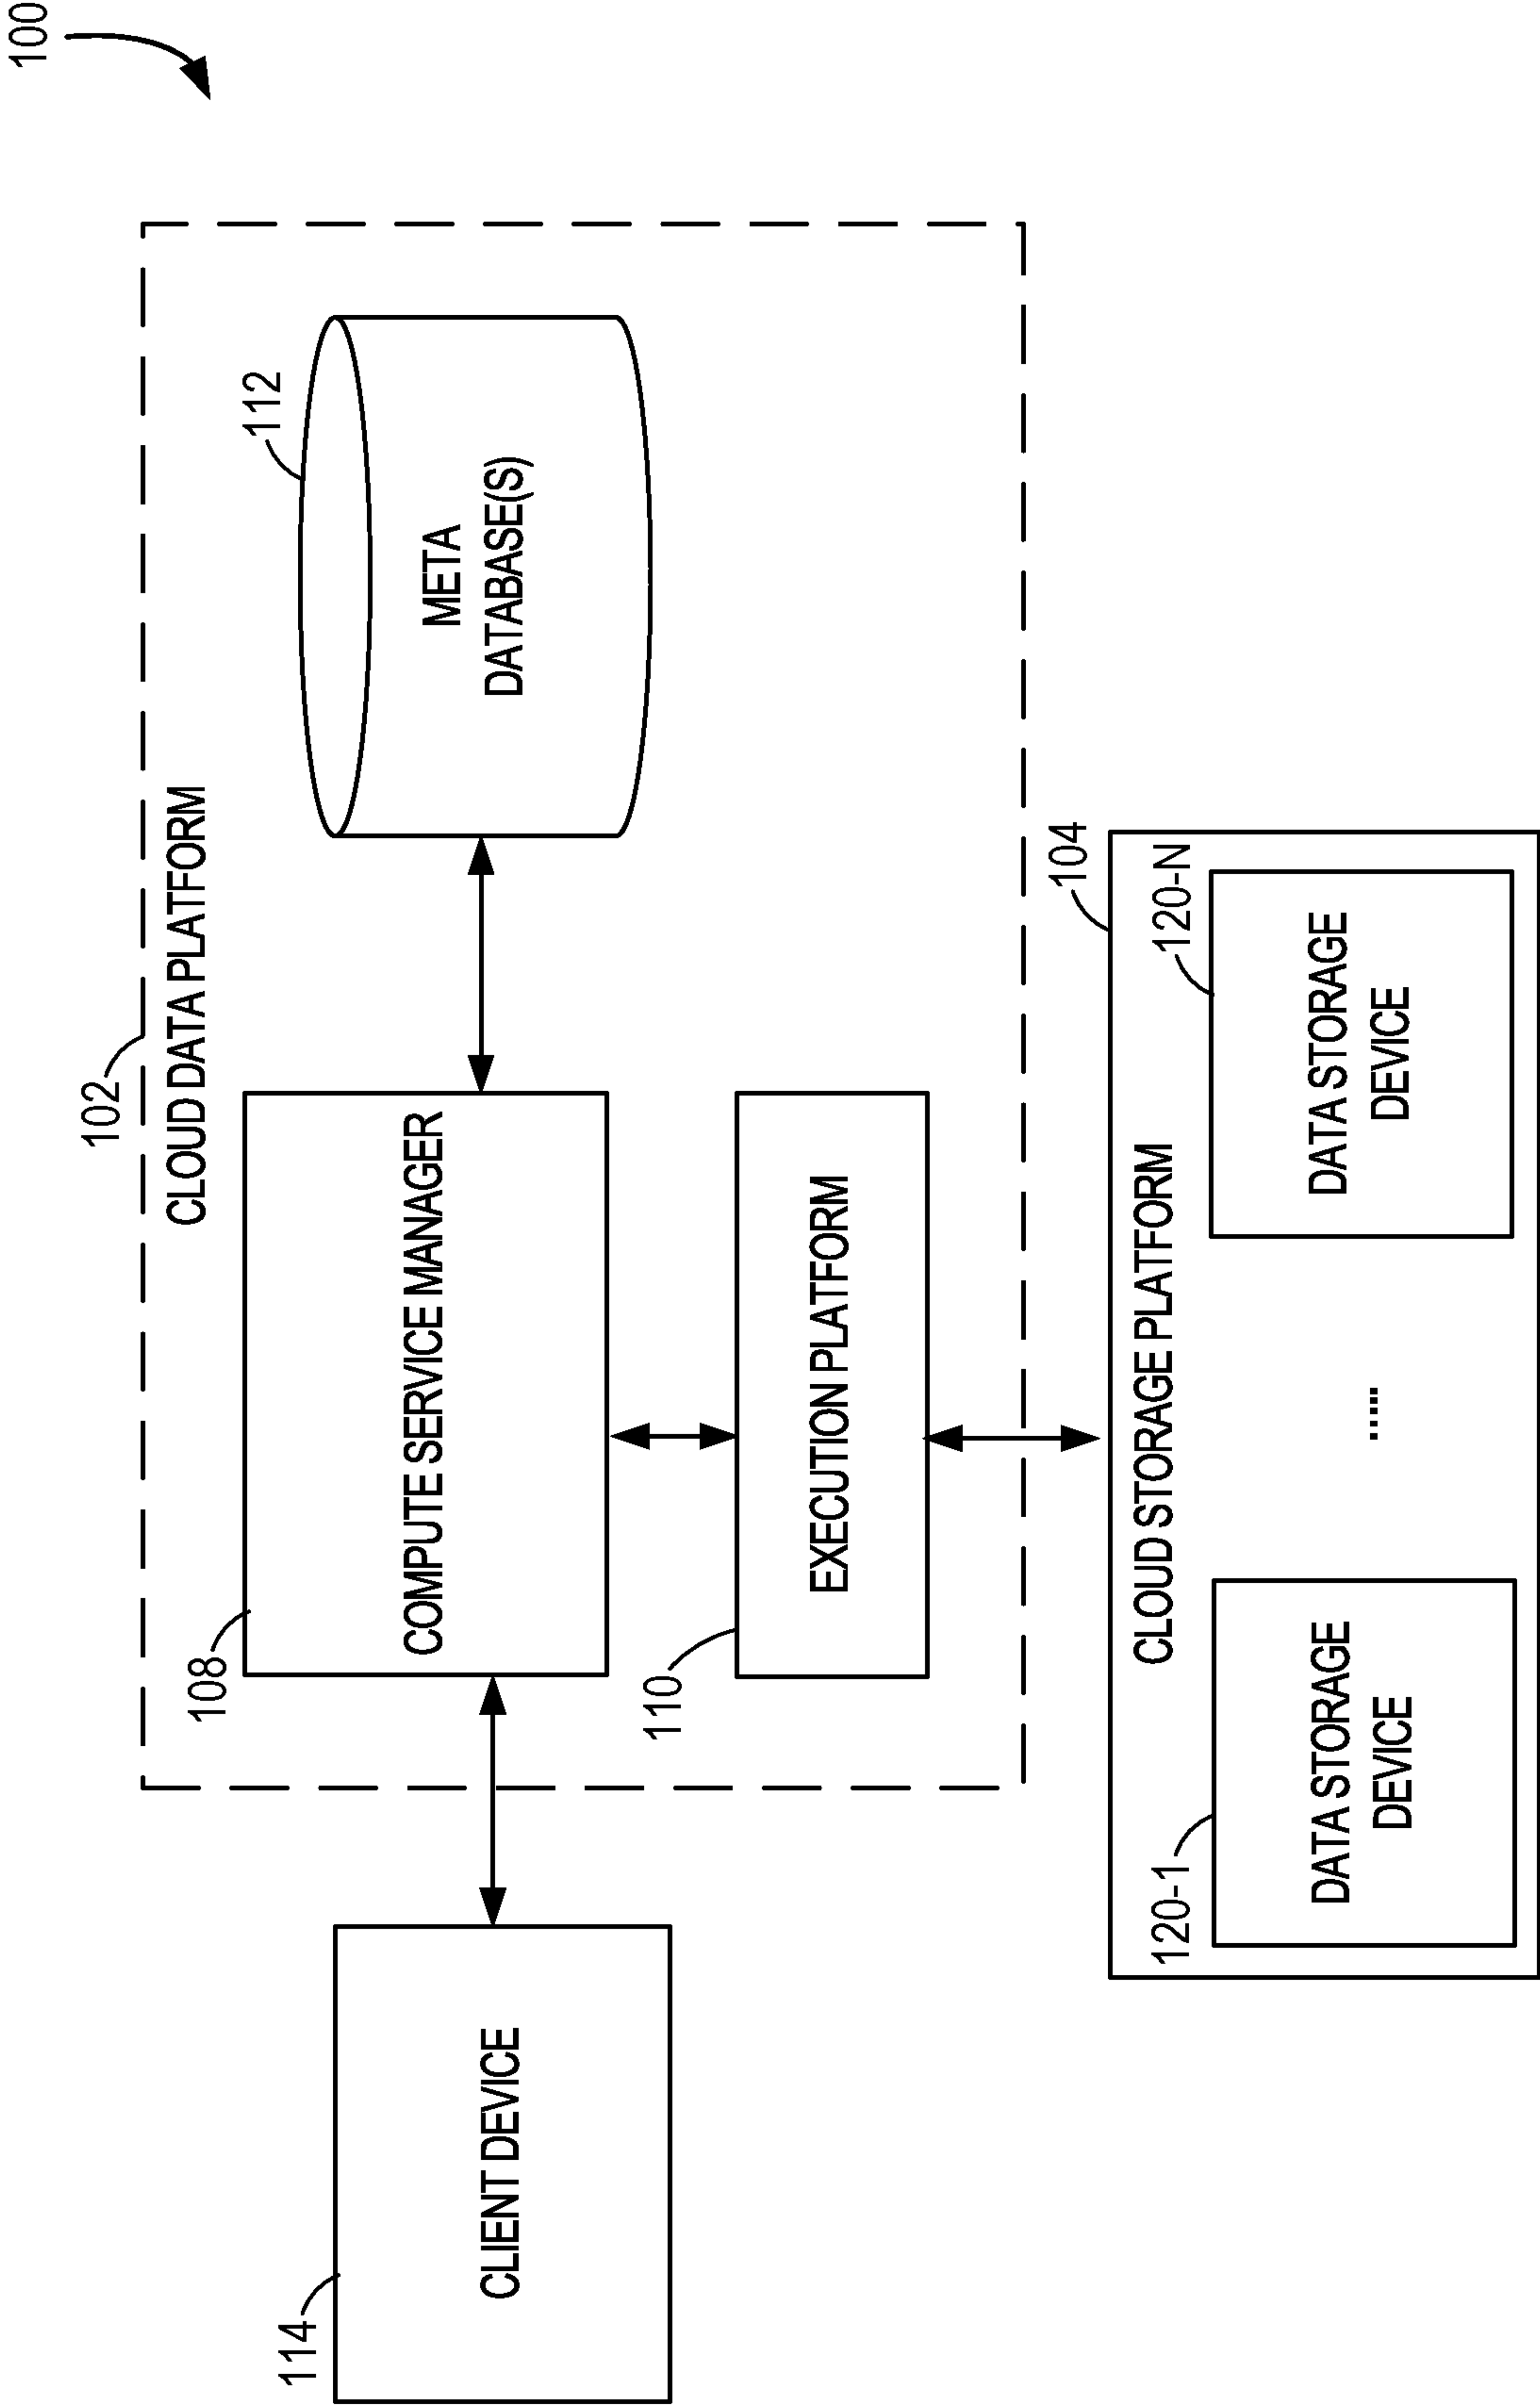 100
102
CLOUD DATA PLATFORM
112
META
DATABASE(S)
108
COMPUTE SERVICE MANAGER
114
CLIENT DEVICE
110
EXECUTION PLATFORM
104
CLOUD STORAGE PLATFORM
120-1
DATA STORAGE
DEVICE
.....
120-N
DATA STORAGE
DEVICE